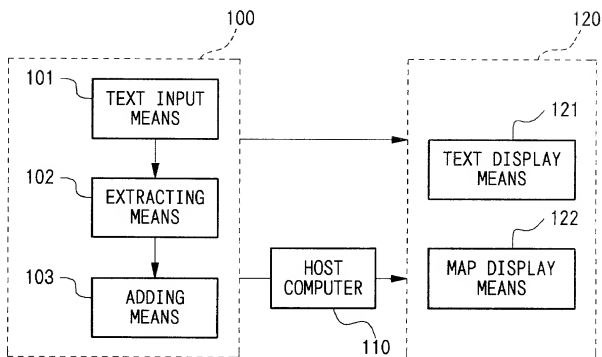 100
120
101
TEXT INPUT
MEANS
121
TEXT DISPLAY
MEANS
102
EXTRACTING
MEANS
122
103
ADDING
MEANS
HOST
COMPUTER
110
MAP DISPLAY
MEANS